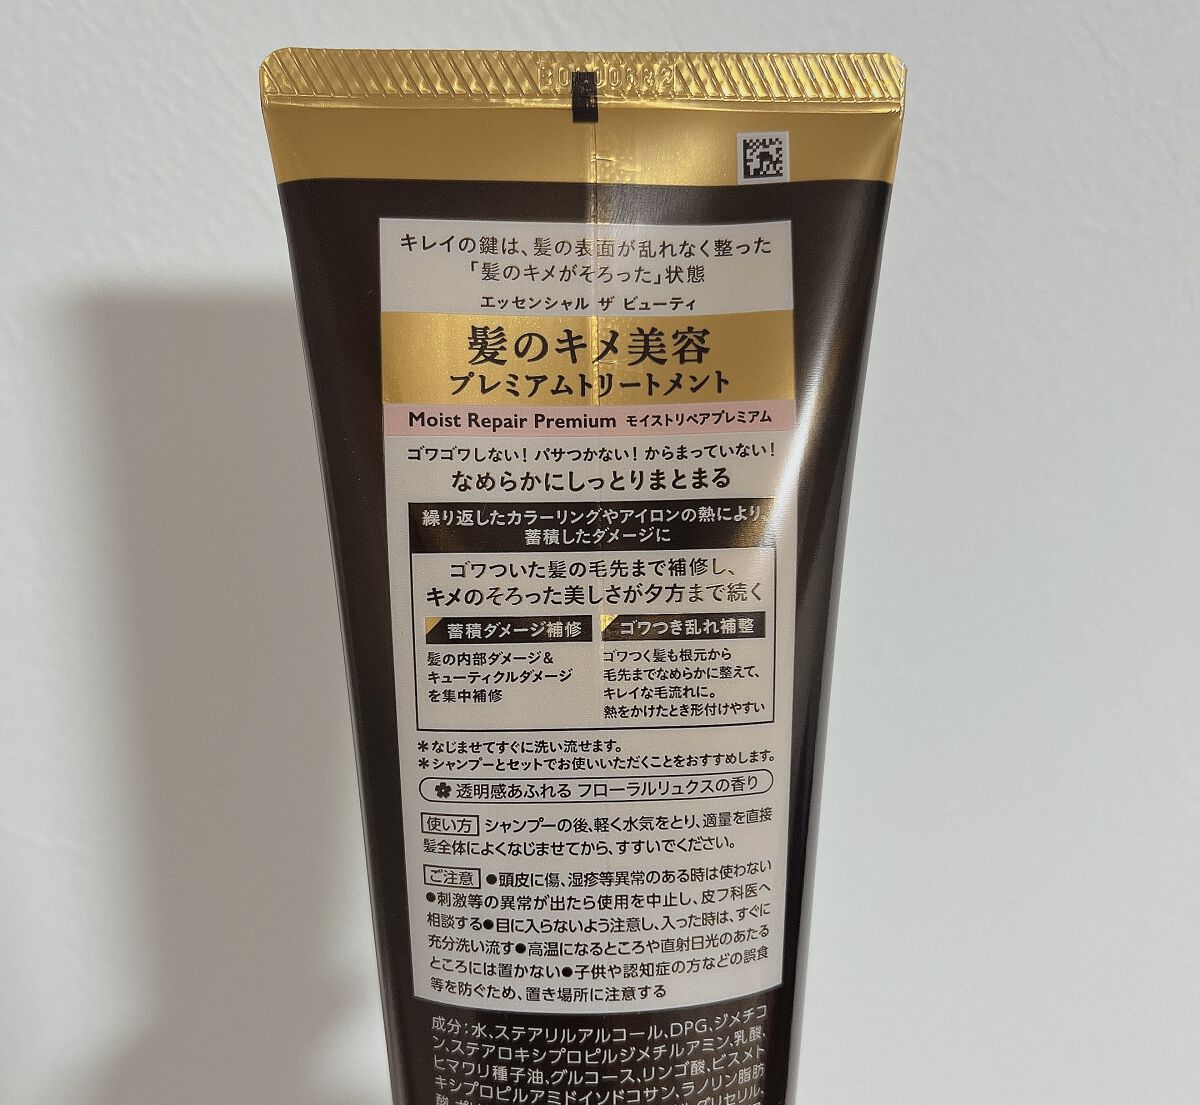 キレイの鍵は、髪の表面が乱れなく整った
「髪のキメがそろった」状態
エッセンシャル ザ ビューティ
髪のキメ美容
プレミアムトリートメント
Moist Repair Premium モイストリペアプレミアム
ゴワゴワしない! パサつかない! からまっていない!
なめらかにしっとりまとまる
繰り返したカラーリングやアイロンの熱により
蓄積したダメージに
ゴワついた髪の毛先まで補修し、
キメのそろった美しさが夕方まで続く
蓄積ダメージ補修
髪の内部ダメージ&
キューティクルダメージ
を集中補修
ゴワつき乱れ補整
ゴワつく髪も根元から
毛先までなめらかに整えて、
キレイな毛流れに。
熱をかけたとき形付けやすい
*なじませてすぐに洗い流せます。
*シャンプーとセットでお使いいただくことをおすすめします。
透明感あふれる フローラルリュクスの香り
使い方 シャンプーの後、軽く水気をとり、適量を直接
髪全体によくなじませてから、すすいでください。
ご注意 ●頭皮に傷、湿疹等異常のある時は使わない
●刺激等の異常が出たら使用を中止し、皮フ科医へ
相談する●目に入らないよう注意し、入った時は、すぐに
充分洗い流す●高温になるところや直射日光のあたる
ところには置かない●子供や認知症の方などの誤食
等を防ぐため、置き場所に注意する
成分:水、ステアリルアルコール、DPG、ジメチコ
ン、ステアロキシプロピルジメチルアミン、乳酸、
ヒマワリ種子油、グルコース、リンゴ酸、ビスメト
キシプロピルアミドイソドコサン、ラノリン脂肪